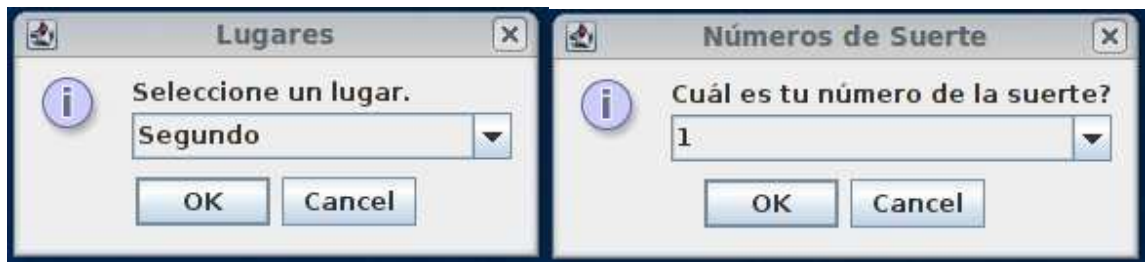 Lugares
Seleccione un lugar.
Segundo
OK Cancel
Números de Suerte
Cuál es tu número de la suerte?
1
OK Cancel